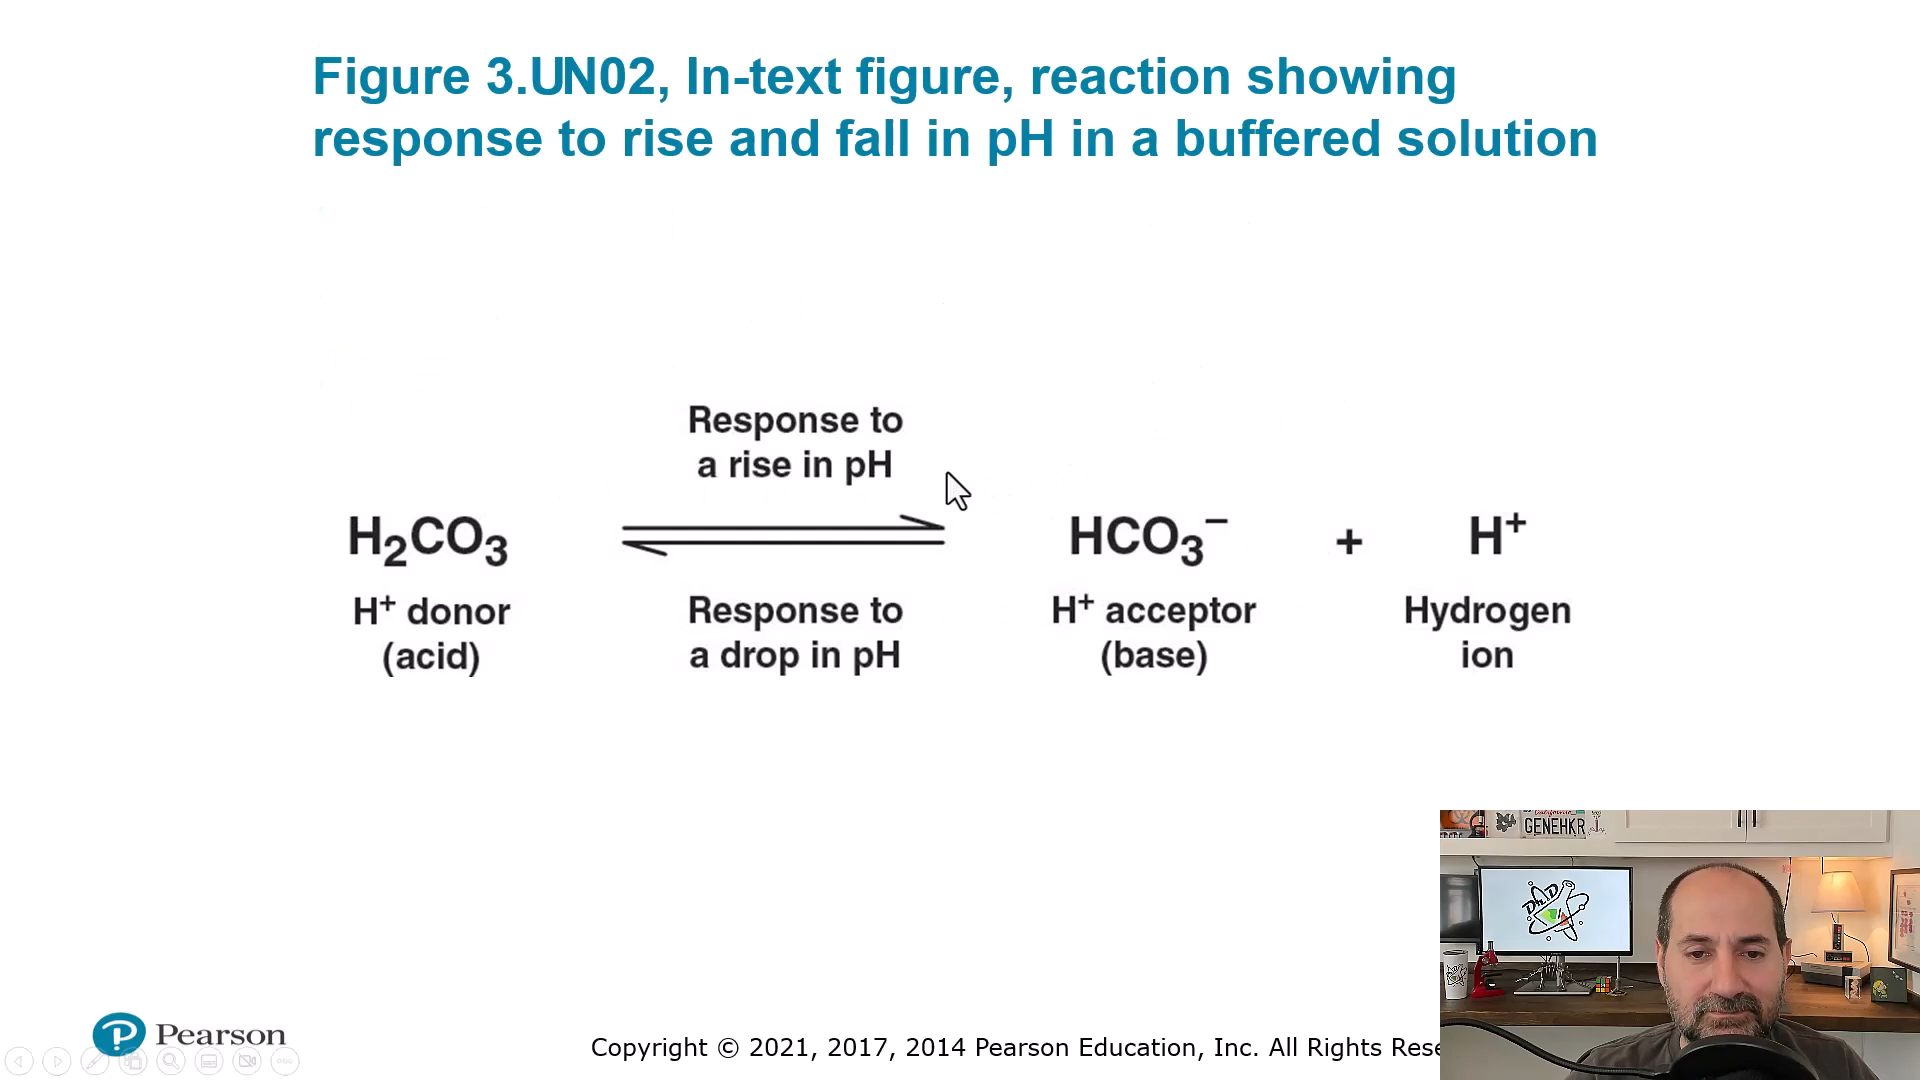 Figure 3.UN02, In-text figure, reaction showing
response to rise and fall in pH in a buffered solution
Response to
a rise in pH
H₂CO₃ ⇌ HCO₃⁻ + H⁺
H⁺ donor
(acid)
Response to
a drop in pH
H⁺ acceptor
(base)
Hydrogen
ion
GENEHKR
Pearson
Copyright © 2021, 2017, 2014 Pearson Education, Inc. All Rights Rese